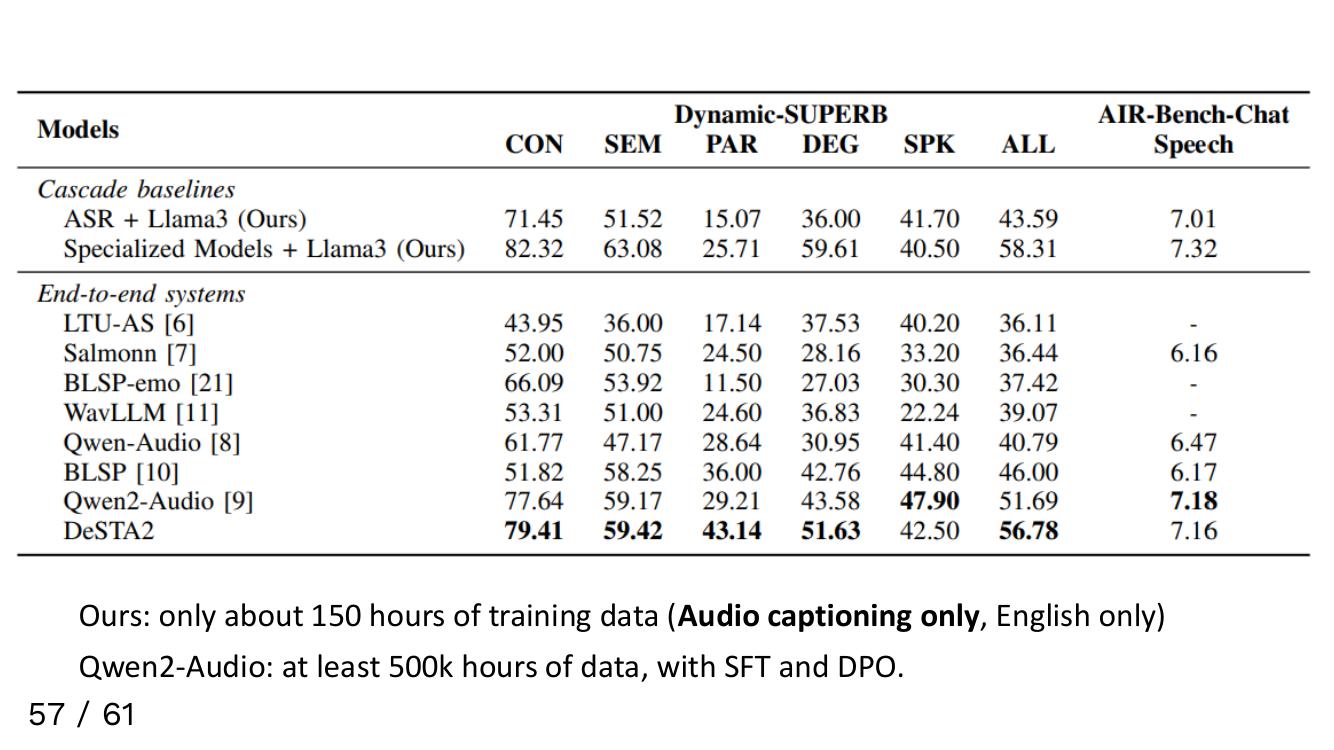 Models Dynamic-SUPERB AIR-Bench-Chat
CON SEM PAR DEG SPK ALL Speech
Cascade baselines
ASR + Llama3 (Ours) 71.45 51.52 15.07 36.00 41.70 43.59 7.01
Specialized Models + Llama3 (Ours) 82.32 63.08 25.71 59.61 40.50 58.31 7.32
End-to-end systems
LTU-AS [6] 43.95 36.00 17.14 37.53 40.20 36.11 -
Salmonn [7] 52.00 50.75 24.50 28.16 33.20 36.44 6.16
BLSP-emo [21] 66.09 53.92 11.50 27.03 30.30 37.42 -
WavLLM [11] 53.31 51.00 24.60 36.83 22.24 39.07 -
Qwen-Audio [8] 61.77 47.17 28.64 30.95 41.40 40.79 6.47
BLSP [10] 51.82 58.25 36.00 42.76 44.80 46.00 6.17
Qwen2-Audio [9] 77.64 59.17 29.21 43.58 47.90 51.69 7.18
DeSTA2 79.41 59.42 43.14 51.63 42.50 56.78 7.16
Ours: only about 150 hours of training data (Audio captioning only, English only)
Qwen2-Audio: at least 500k hours of data, with SFT and DPO.
57 / 61